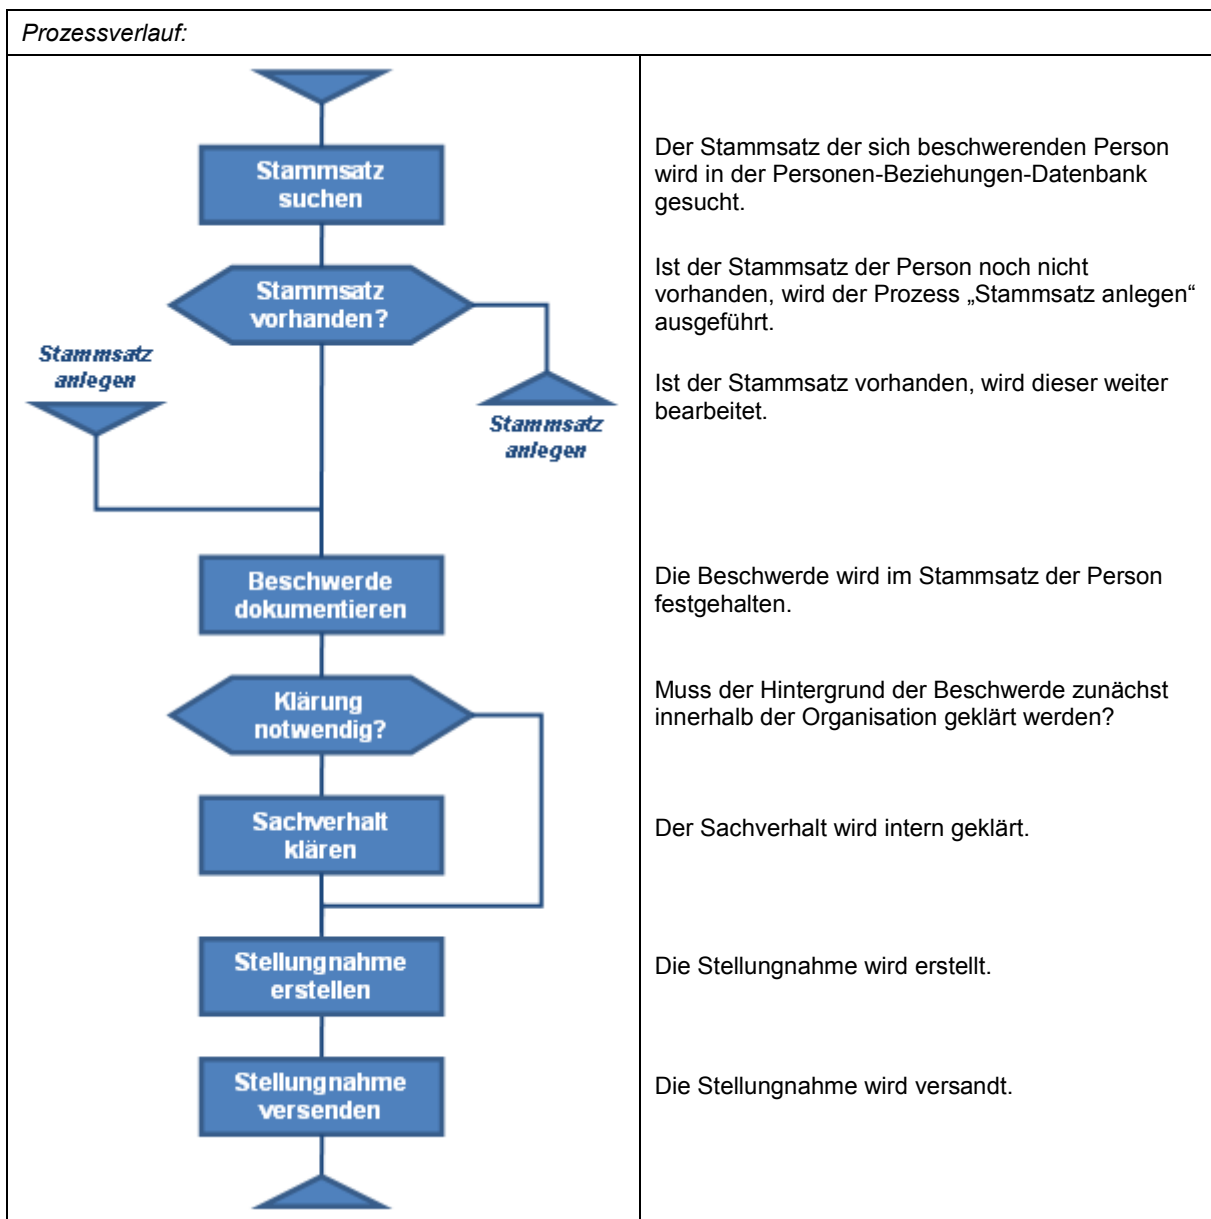 Prozessverlauf:
Stammsatz
suchen
Der Stammsatz der sich beschwerenden Person
wird in der Personen-Beziehungen-Datenbank
gesucht.
Stammsatz
vorhanden?
Ist der Stammsatz der Person noch nicht
vorhanden, wird der Prozess „Stammsatz anlegen“
ausgeführt.
Stammsatz
anlegen
Ist der Stammsatz vorhanden, wird dieser weiter
bearbeitet.
Stammsatz
anlegen
Beschwerde
dokumentieren
Die Beschwerde wird im Stammsatz der Person
festgehalten.
Klärung
notwendig?
Muss der Hintergrund der Beschwerde zunächst
innerhalb der Organisation geklärt werden?
Sachverhalt
klären
Der Sachverhalt wird intern geklärt.
Stellungnahme
erstellen
Die Stellungnahme wird erstellt.
Stellungnahme
versenden
Die Stellungnahme wird versandt.